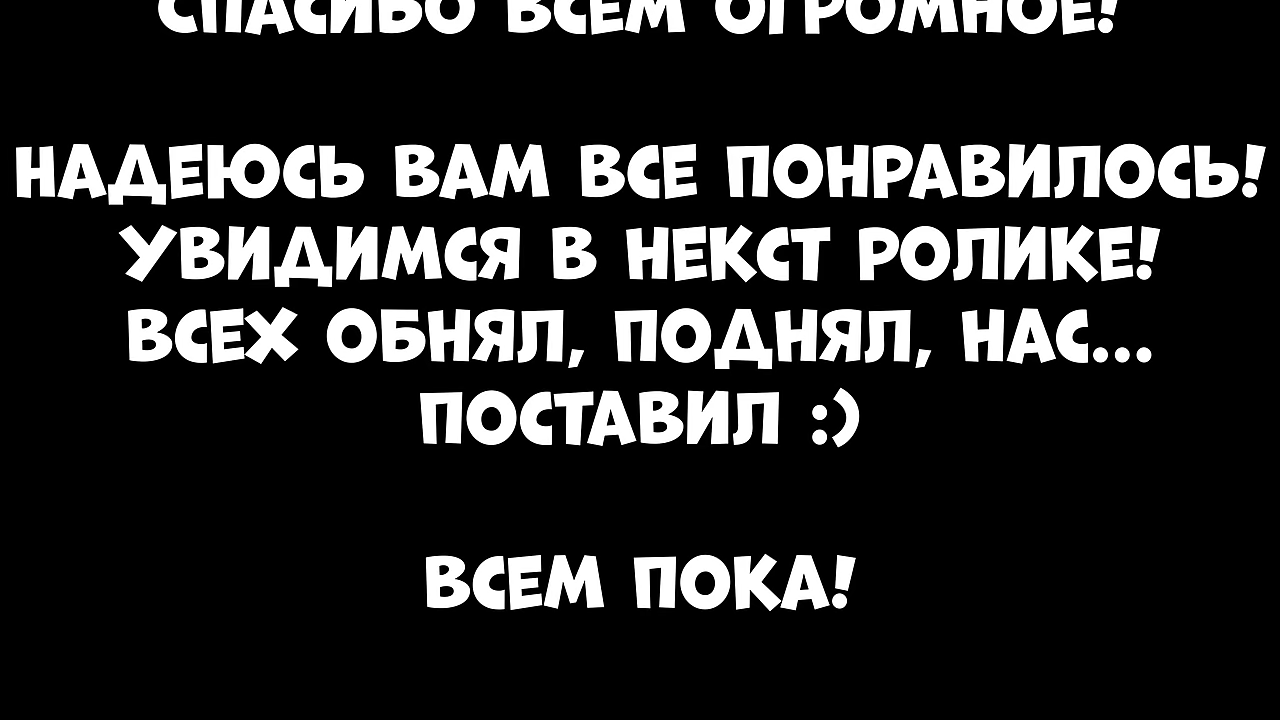 СПАСИБО ВСЕМ ОГРОМНОЕ!
НАДЕЮСЬ ВАМ ВСЕ ПОНРАВИЛОСЬ!
УВИДИМСЯ В НЕКСТ РОЛИКЕ!
ВСЕХ ОБНЯЛ, ПОДНЯЛ, НАС...
ПОСТАВИЛ :)
ВСЕМ ПОКА!